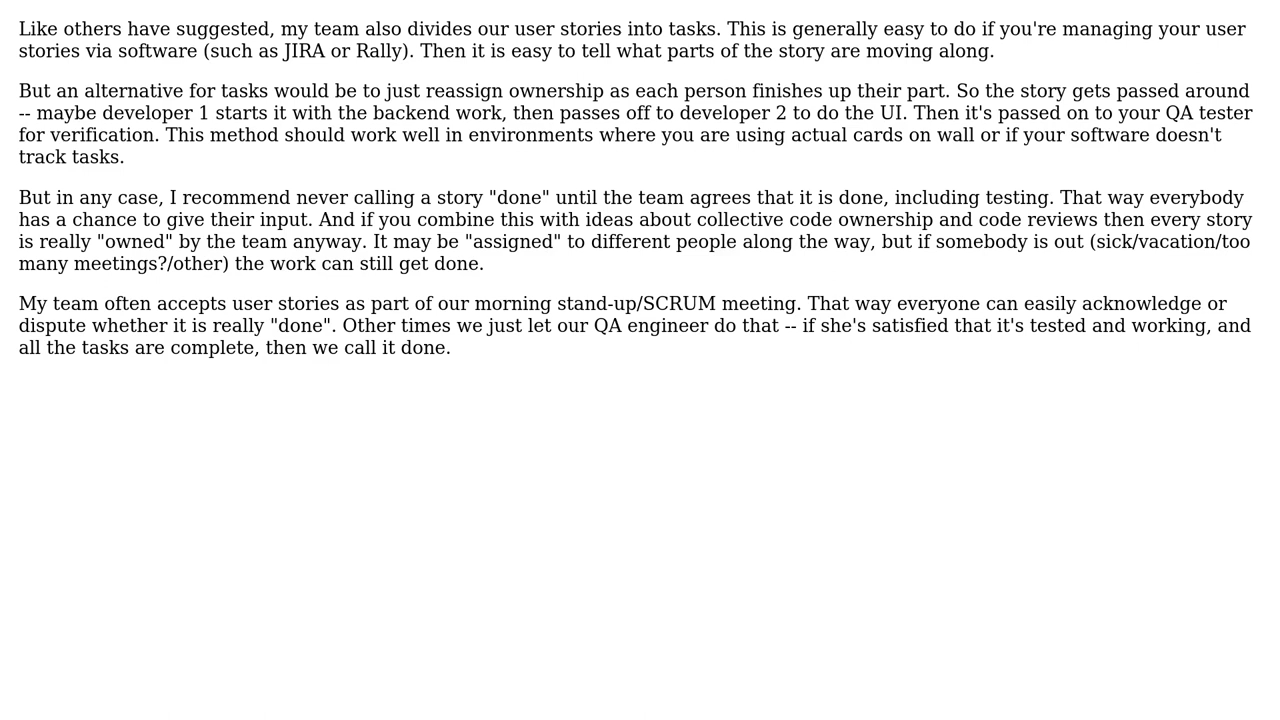 Like others have suggested, my team also divides our user stories into tasks. This is generally easy to do if you're managing your user
stories via software (such as JIRA or Rally). Then it is easy to tell what parts of the story are moving along.
But an alternative for tasks would be to just reassign ownership as each person finishes up their part. So the story gets passed around
-- maybe developer 1 starts it with the backend work, then passes off to developer 2 to do the UI. Then it's passed on to your QA tester
for verification. This method should work well in environments where you are using actual cards on wall or if your software doesn't
track tasks.
But in any case, I recommend never calling a story "done" until the team agrees that it is done, including testing. That way everybody
has a chance to give their input. And if you combine this with ideas about collective code ownership and code reviews then every story
is really "owned" by the team anyway. It may be "assigned" to different people along the way, but if somebody is out (sick/vacation/too
many meetings?/other) the work can still get done.
My team often accepts user stories as part of our morning stand-up/SCRUM meeting. That way everyone can easily acknowledge or
dispute whether it is really "done". Other times we just let our QA engineer do that -- if she's satisfied that it's tested and working, and
all the tasks are complete, then we call it done.